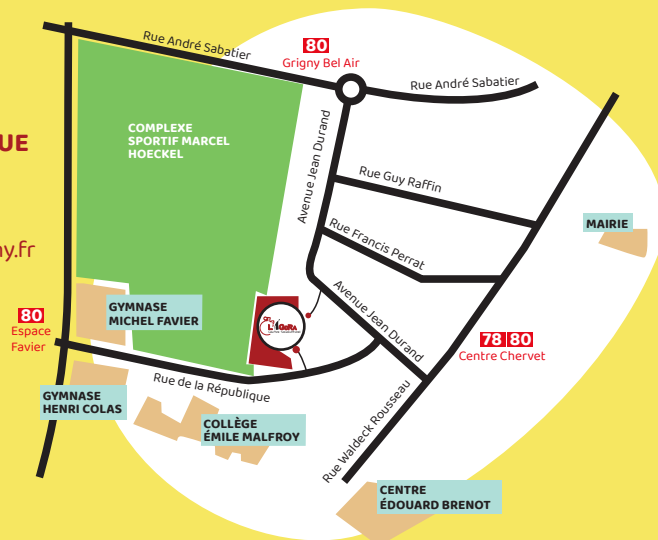 Rue André Sabatier
80
Grigny Bel Air
Rue André Sabatier
COMPLEXE
SPORTIF MARCEL
HOECKEL
UE
Avenue Jean Durand
Rue Guy Raffin
MAIRIE
Rue Francis Perrat
ny.fr
80
Espace
Favier
GYMNASE
MICHEL FAVIER
Avenue Jean Durand
78 80
Centre Chervet
Rue de la République
GYMNASE
HENRI COLAS
COLLÈGE
ÉMILE MALFROY
Rue Waldeck Rousseau
CENTRE
ÉDOUARD BRENOT